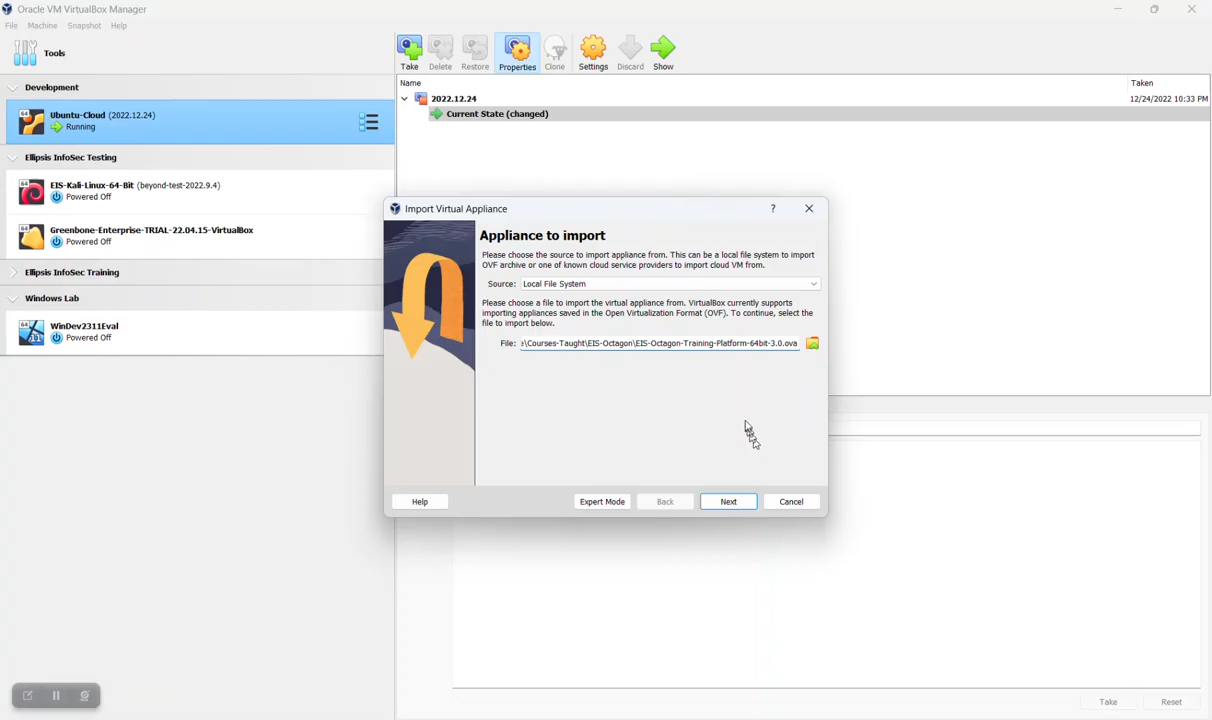 Oracle VM VirtualBox Manager
File Machine Snapshot Help
Tools
Take Delete Restore Properties Clone Settings Discard Show
Name Taken
Development
2022.12.24 12/24/2022 10:33 PM
Current State (changed)
64 Ubuntu-Cloud (2022.12.24)
Running
Ellipsis InfoSec Testing
64 EIS-Kali-Linux-64-Bit (beyond-test-2022.9.4)
Powered Off
64 Greenbone-Enterprise-TRIAL-22.04.15-VirtualBox
Powered Off
Ellipsis InfoSec Training
Windows Lab
64 WinDev2311Eval
11 Powered Off
Import Virtual Appliance ?
Appliance to import
Please choose the source to import appliance from. This can be a local file system to import
OVF archive or one of known cloud service providers to import cloud VM from.
Source: Local File System
Please choose a file to import the virtual appliance from. VirtualBox currently supports
importing appliances saved in the Open Virtualization Format (OVF). To continue, select the
file to import below.
File: e\Courses-Taught\EIS-Octagon\EIS-Octagon-Training-Platform-64bit-3.0.ova
Help Expert Mode Back Next Cancel
Take Reset